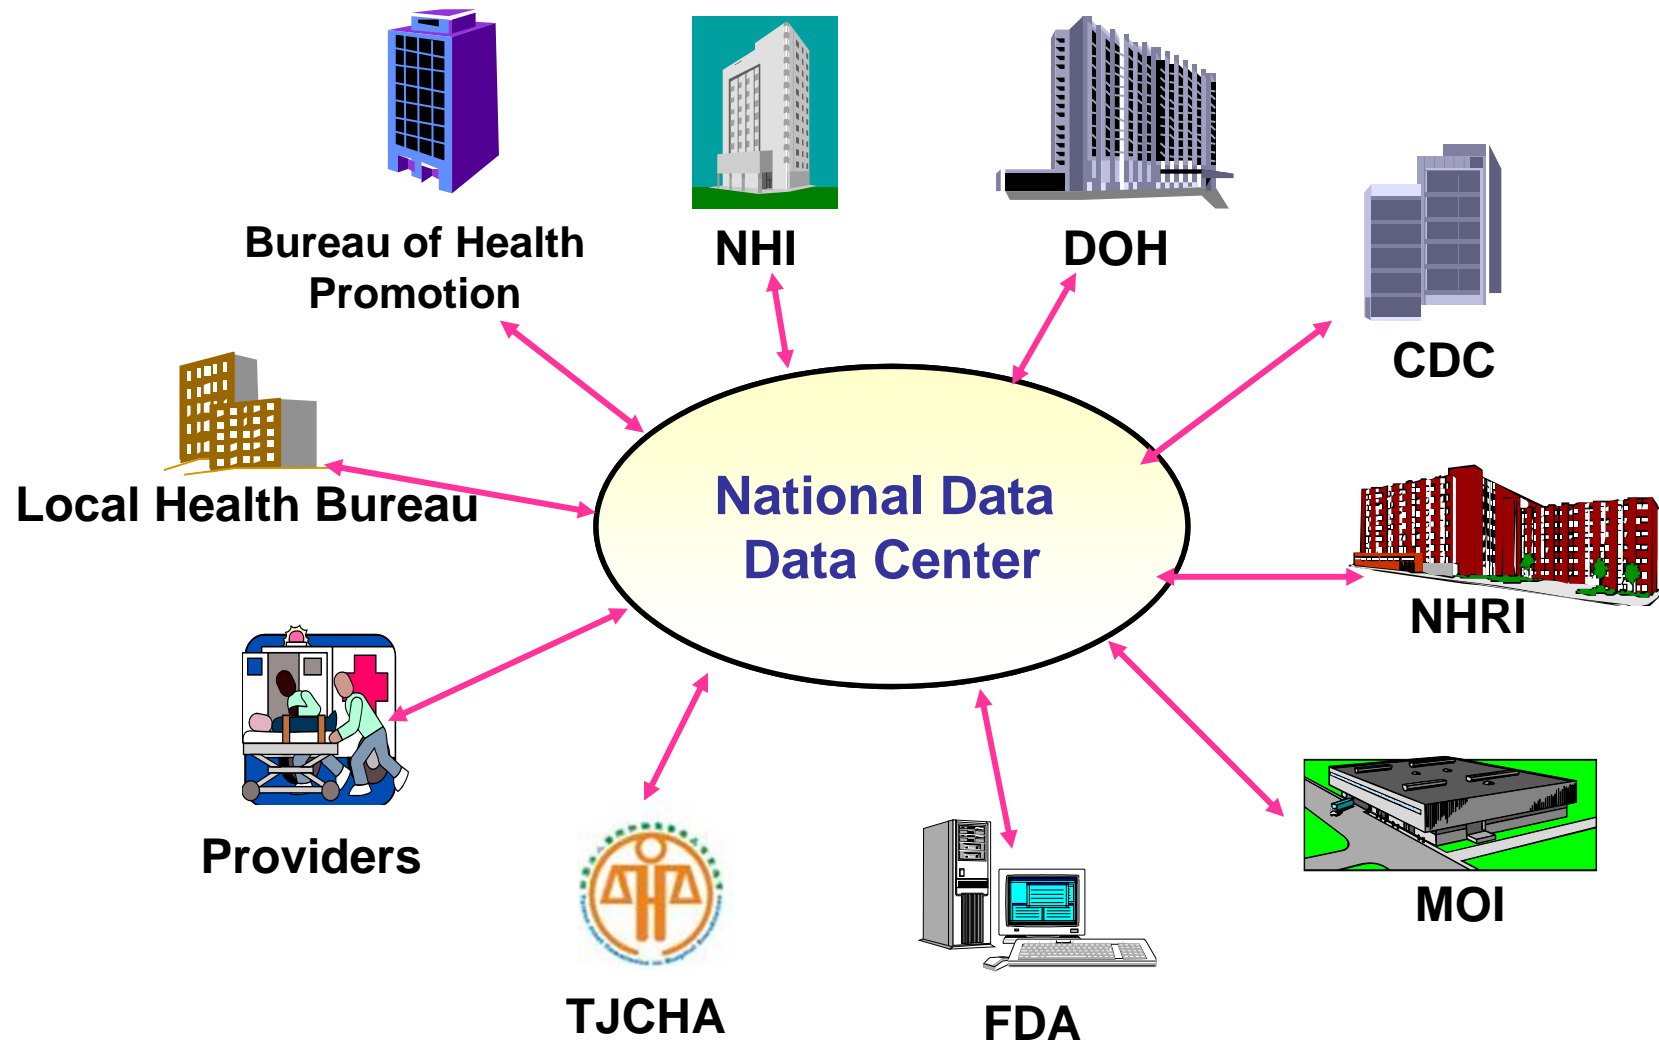 Bureau of Health
Promotion
NHI
DOH
CDC
Local Health Bureau
National Data
Data Center
NHRI
Providers
MOI
TJCHA
FDA